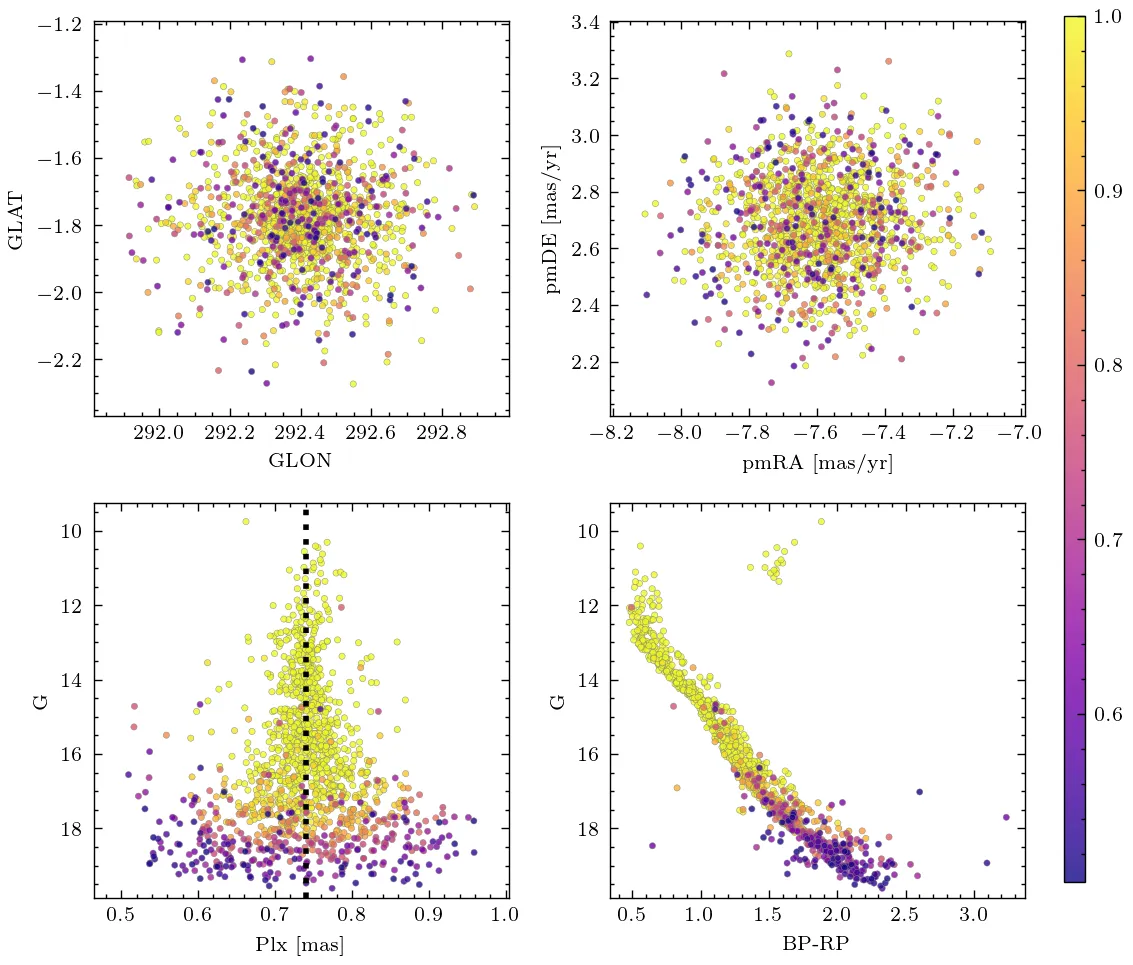 −1.2
−1.4
−1.6
−1.8
−2.0
−2.2
GLAT
292.0 292.2 292.4 292.6 292.8
GLON
3.4
3.2
3.0
2.8
2.6
2.4
2.2
pmDE [mas/yr]
−8.2 −8.0 −7.8 −7.6 −7.4 −7.2 −7.0
pmRA [mas/yr]
10
12
14
16
18
G
0.5 0.6 0.7 0.8 0.9 1.0
Plx [mas]
10
12
14
16
18
G
0.5 1.0 1.5 2.0 2.5 3.0
BP-RP
1.0
0.9
0.8
0.7
0.6